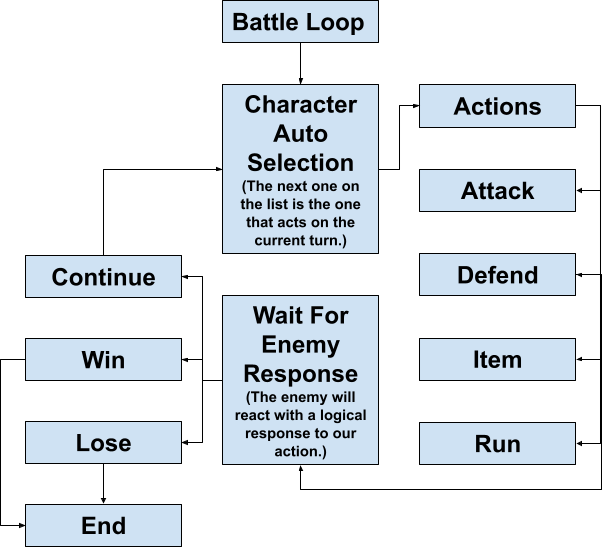 Battle Loop
Character
Auto
Selection
(The next one on
the list is the one
that acts on the
current turn.)
Actions
Attack
Defend
Item
Run
Wait For
Enemy
Response
(The enemy will
react with a logical
response to our
action.)
Continue
Win
Lose
End